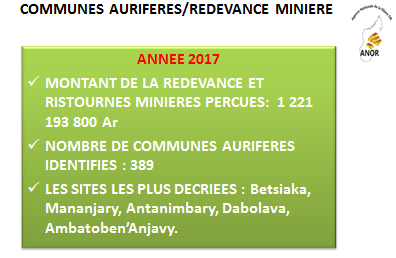 COMMUNES AURIFERES/REDEVANCE MINIERE
ANOR
ANNEE 2017
✓ MONTANT DE LA REDEVANCE ET
RISTOURNES MINIERES PERCUES: 1 221
193 800 Ar
✓ NOMBRE DE COMMUNES AURIFERES
IDENTIFIES : 389
✓ LES SITES LES PLUS DECRIEES : Betsiaka,
Mananjary, Antanimbary, Dabolava,
Ambatoben’Anjavy.